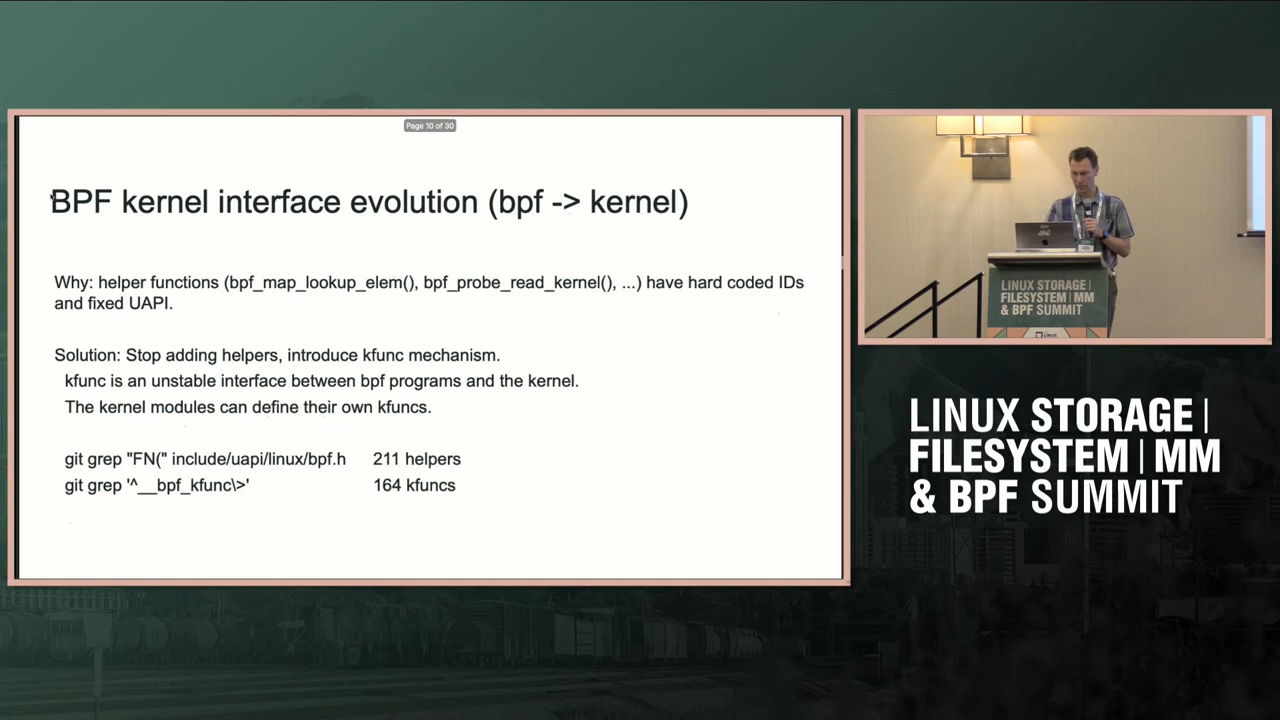 Page 10 of 30
BPF kernel interface evolution (bpf -> kernel)
Why: helper functions (bpf_map_lookup_elem(), bpf_probe_read_kernel(), ...) have hard coded IDs
and fixed UAPI.
Solution: Stop adding helpers, introduce kfunc mechanism.
kfunc is an unstable interface between bpf programs and the kernel.
The kernel modules can define their own kfuncs.
git grep "FN(" include/uapi/linux/bpf.h 211 helpers
git grep '^__bpf_kfunc\>' 164 kfuncs
LINUX STORAGE |
FILESYSTEM | MM
& BPF SUMMIT
LINUX
LINUX STORAGE |
FILESYSTEM | MM
& BPF SUMMIT